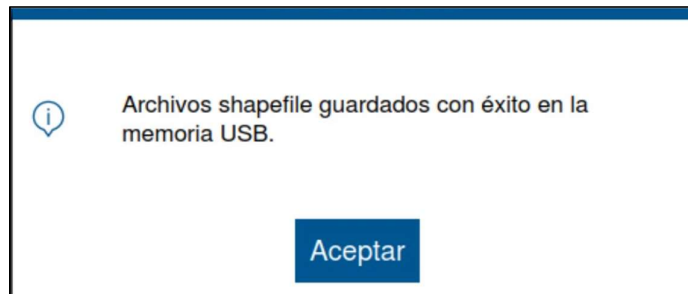 Archivos shapefile guardados con éxito en la
memoria USB.
Aceptar